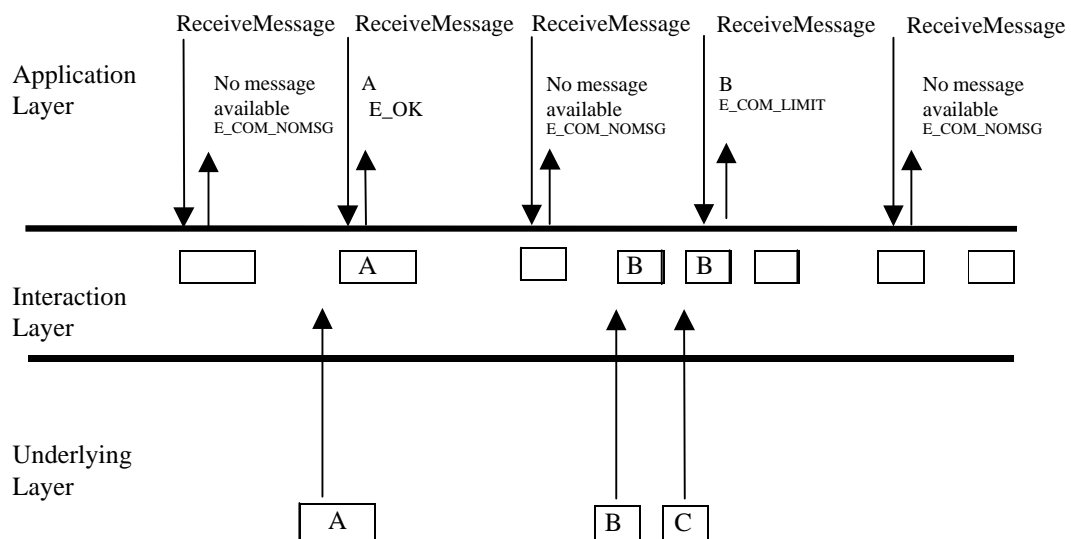 ReceiveMessage ReceiveMessage ReceiveMessage ReceiveMessage ReceiveMessage
Application
Layer
No message
available
E_COM_NOMSG
A
E_OK
No message
available
E_COM_NOMSG
B
E_COM_LIMIT
No message
available
E_COM_NOMSG
A B B
Interaction
Layer
Underlying
Layer
A B C